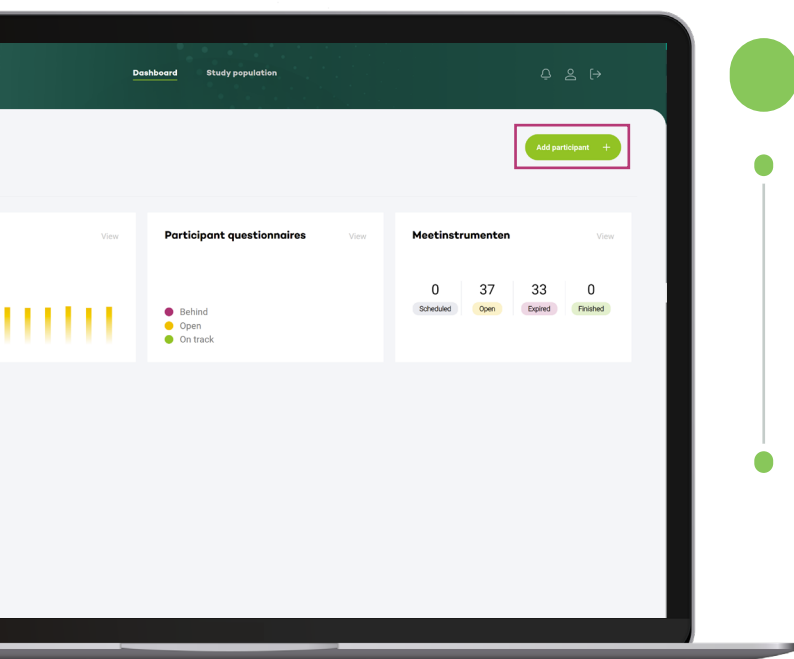 Dashboard Study population
Add participant +
View
Participant questionnaires View
Behind
Open
On track
Meetinstrumenten View
0 37 33 0
Scheduled Open Expired Finished